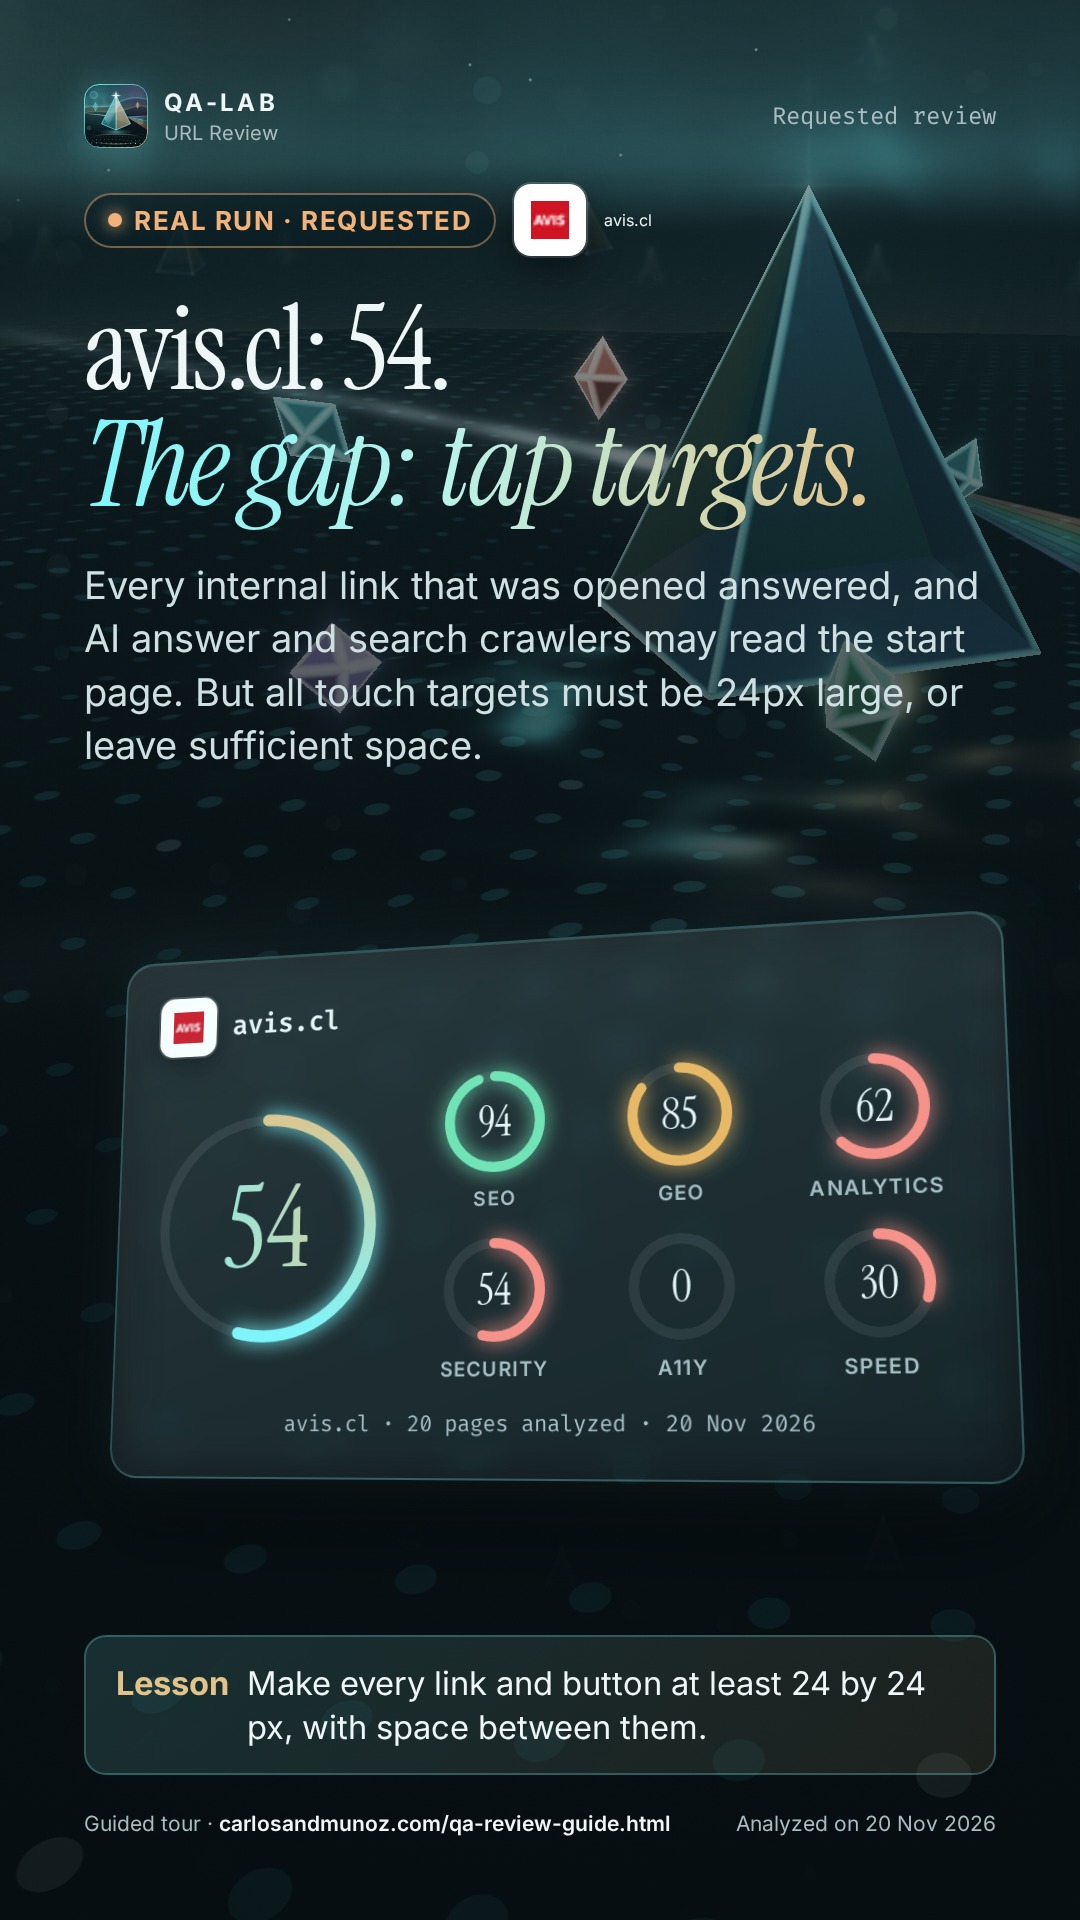 QA-LAB
URL Review
Requested review
REAL RUN · REQUESTED
AVIS
avis.cl
avis.cl: 54.
The gap: tap targets.
Every internal link that was opened answered, and
AI answer and search crawlers may read the start
page. But all touch targets must be 24px large, or
leave sufficient space.
AVIS
avis.cl
54
94
SEO
85
GEO
62
ANALYTICS
54
SECURITY
0
A11Y
30
SPEED
avis.cl · 20 pages analyzed · 20 Nov 2026
Lesson Make every link and button at least 24 by 24
px, with space between them.
Guided tour · carlosandmunoz.com/qa-review-guide.html
Analyzed on 20 Nov 2026